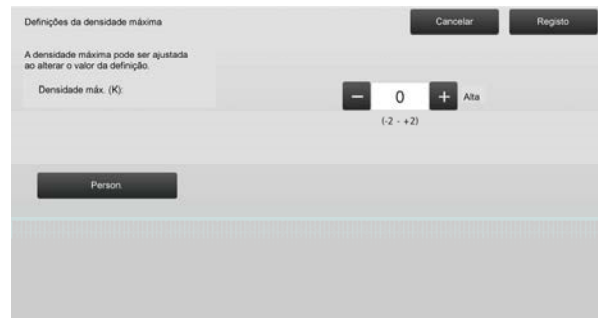 Definições da densidade máxima
Cancelar
Registo
A densidade máxima pode ser ajustada
ao alterar o valor da definição.
Densidade máx. (K):
− 0 + Alta
(-2 - +2)
Person